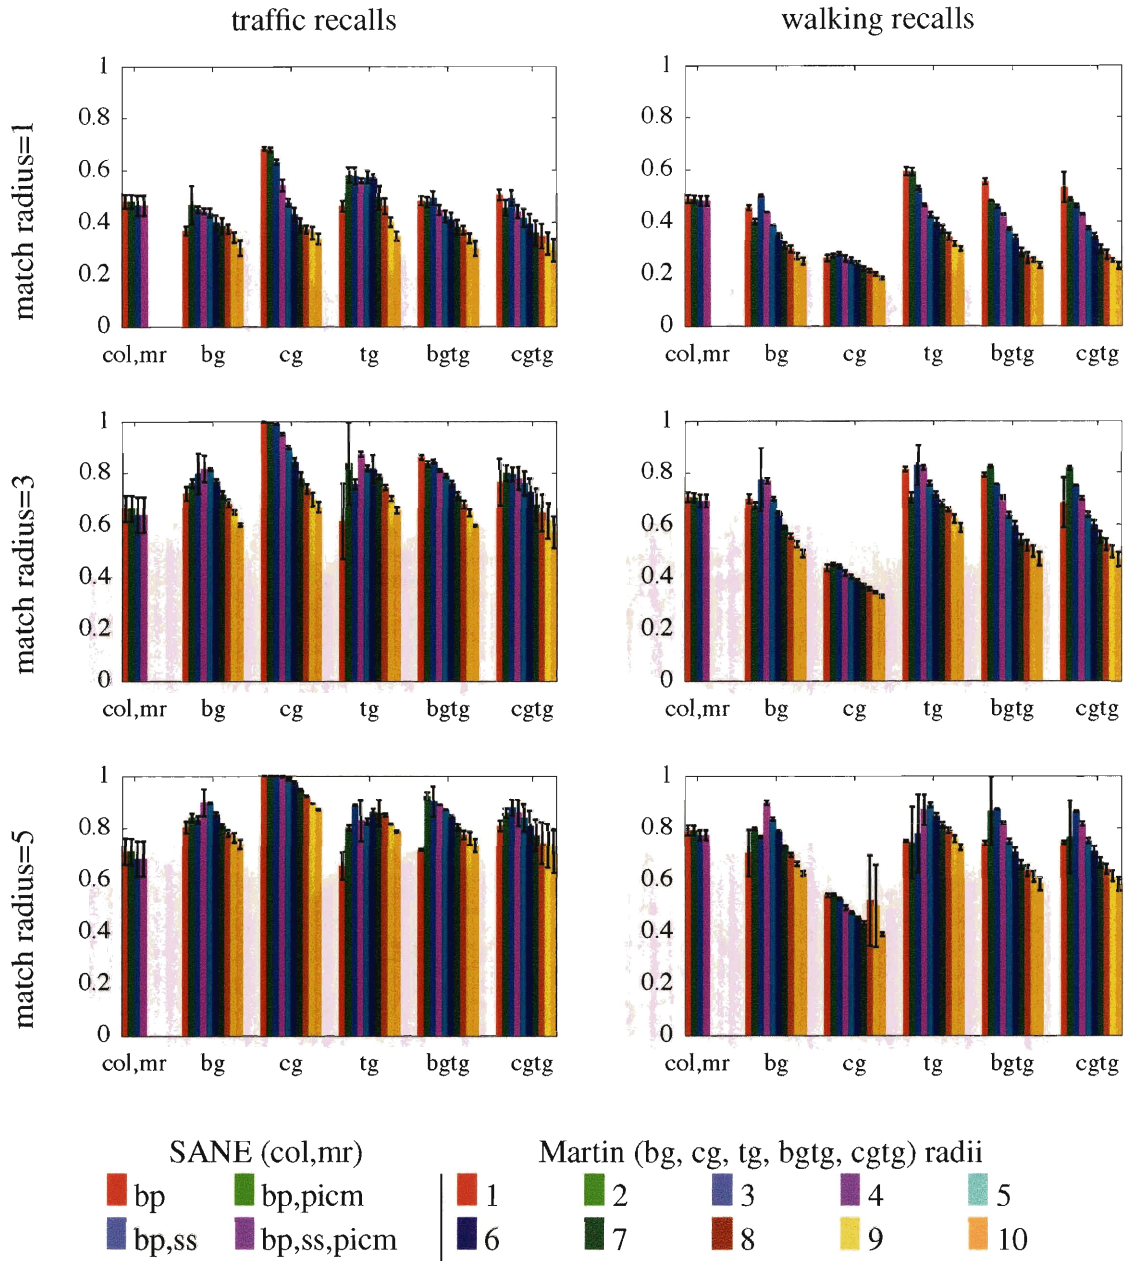 traffic recalls
walking recalls
match radius=1
1
0.8
0.6
0.4
0.2
0
col,mr bg cg tg bgtg cgtg
1
0.8
0.6
0.4
0.2
0
col,mr bg cg tg bgtg cgtg
match radius=3
1
0.8
0.6
0.4
0.2
0
col,mr bg cg tg bgtg cgtg
1
0.8
0.6
0.4
0.2
0
col,mr bg cg tg bgtg cgtg
match radius=5
1
0.8
0.6
0.4
0.2
0
col,mr bg cg tg bgtg cgtg
1
0.8
0.6
0.4
0.2
0
col,mr bg cg tg bgtg cgtg
SANE (col,mr)
bp bp,picm
bp,ss bp,ss,picm
Martin (bg, cg, tg, bgtg, cgtg) radii
1 2 3 4 5
6 7 8 9 10